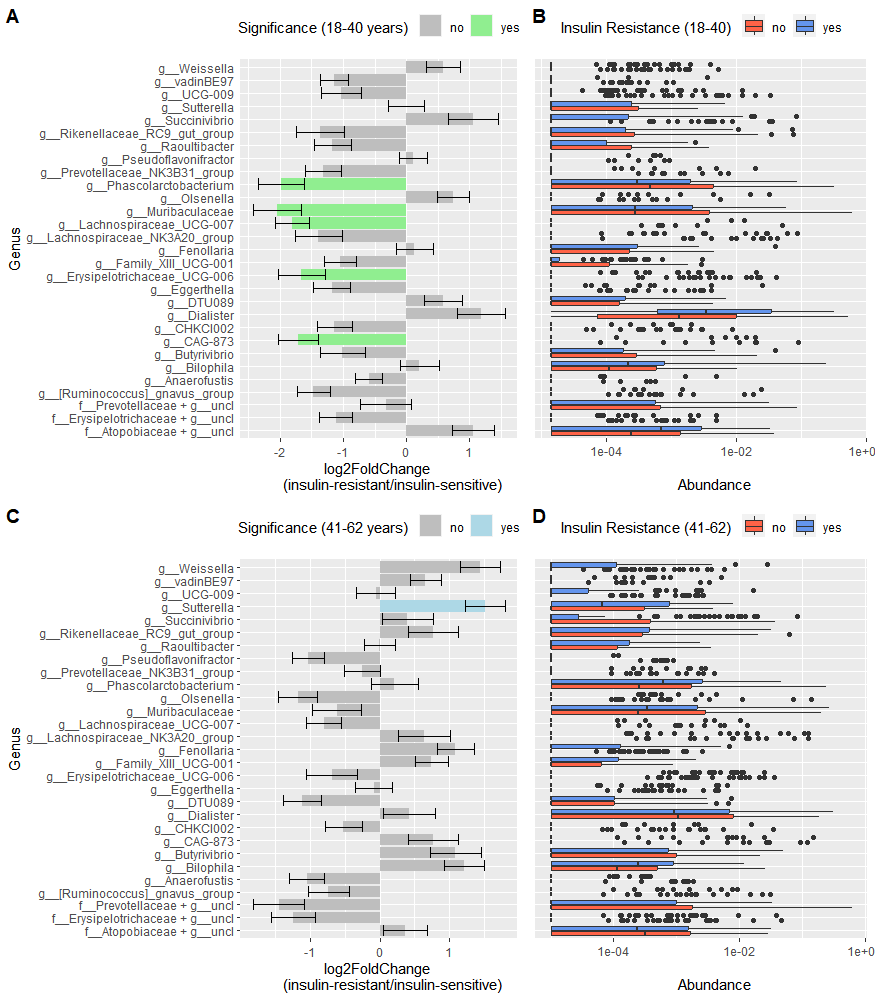 A
Significance (18-40 years) no yes
B
Insulin Resistance (18-40) no yes
Genus
g__Weissella
g__vadinBE97
g__UCG-009
g__Sutterella
g__Succinivibrio
g__Rikenellaceae_RC9_gut_group
g__Raoultibacter
g__Pseudoflavonifractor
g__Prevotellaceae_NK3B31_group
g__Phascolarctobacterium
g__Olsenella
g__Muribaculaceae
g__Lachnospiraceae_UCG-007
g__Lachnospiraceae_NK3A20_group
g__Fenollaria
g__Family_XIII_UCG-001
g__Erysipelotrichaceae_UCG-006
g__Eggerthella
g__DTU089
g__Dialister
g__CHKCI002
g__CAG-873
g__Butyrivibrio
g__Bilophila
g__Anaerofustis
g__[Ruminococcus]_gnavus_group
f__Prevotellaceae + g__uncl
f__Erysipelotrichaceae + g__uncl
f__Atopobiaceae + g__uncl
-2 -1 0 1
log2FoldChange
(insulin-resistant/insulin-sensitive)
1e-04 1e-02 1e+00
Abundance
C
Significance (41-62 years) no yes
D
Insulin Resistance (41-62) no yes
Genus
g__Weissella
g__vadinBE97
g__UCG-009
g__Sutterella
g__Succinivibrio
g__Rikenellaceae_RC9_gut_group
g__Raoultibacter
g__Pseudoflavonifractor
g__Prevotellaceae_NK3B31_group
g__Phascolarctobacterium
g__Olsenella
g__Muribaculaceae
g__Lachnospiraceae_UCG-007
g__Lachnospiraceae_NK3A20_group
g__Fenollaria
g__Family_XIII_UCG-001
g__Erysipelotrichaceae_UCG-006
g__Eggerthella
g__DTU089
g__Dialister
g__CHKCI002
g__CAG-873
g__Butyrivibrio
g__Bilophila
g__Anaerofustis
g__[Ruminococcus]_gnavus_group
f__Prevotellaceae + g__uncl
f__Erysipelotrichaceae + g__uncl
f__Atopobiaceae + g__uncl
-1 0 1
log2FoldChange
(insulin-resistant/insulin-sensitive)
1e-04 1e-02 1e+00
Abundance